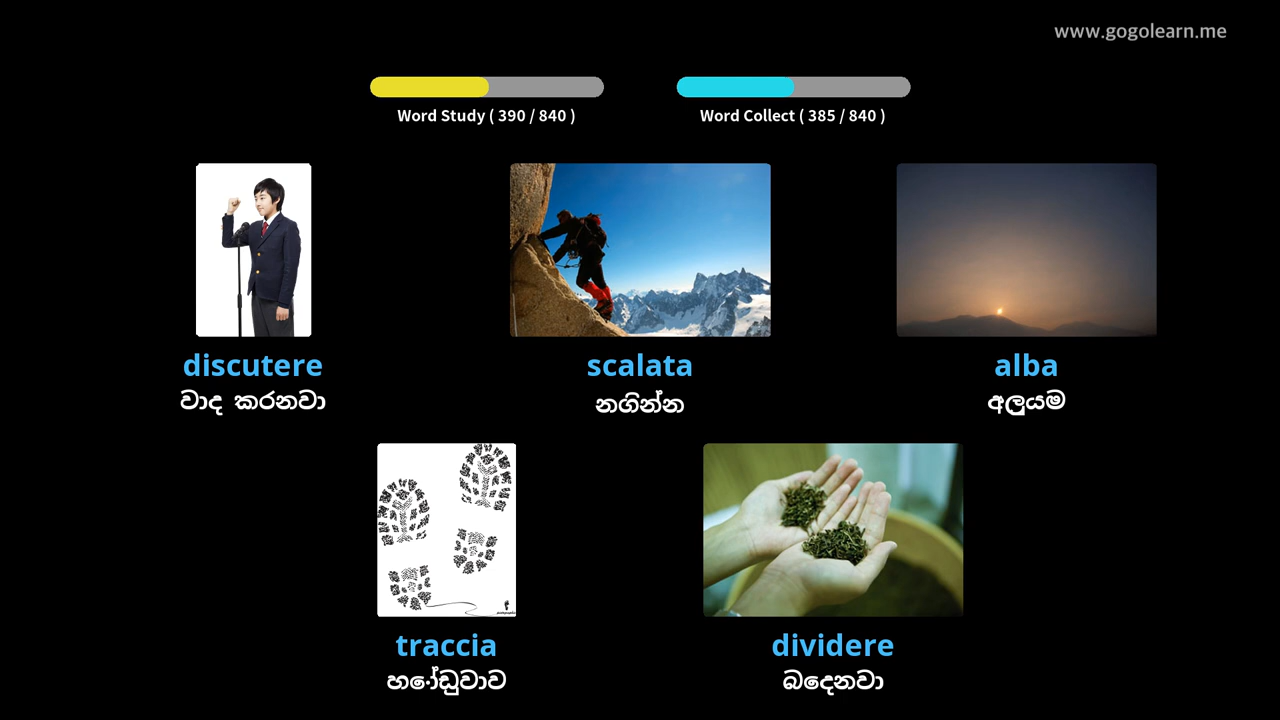 www.gogolearn.me
Word Study ( 390 / 840 )
Word Collect ( 385 / 840 )
discutere
වාද කරනවා
scalata
නගින්න
alba
අලුයම
traccia
හෝඩුවාව
dividere
බෙදෙනවා